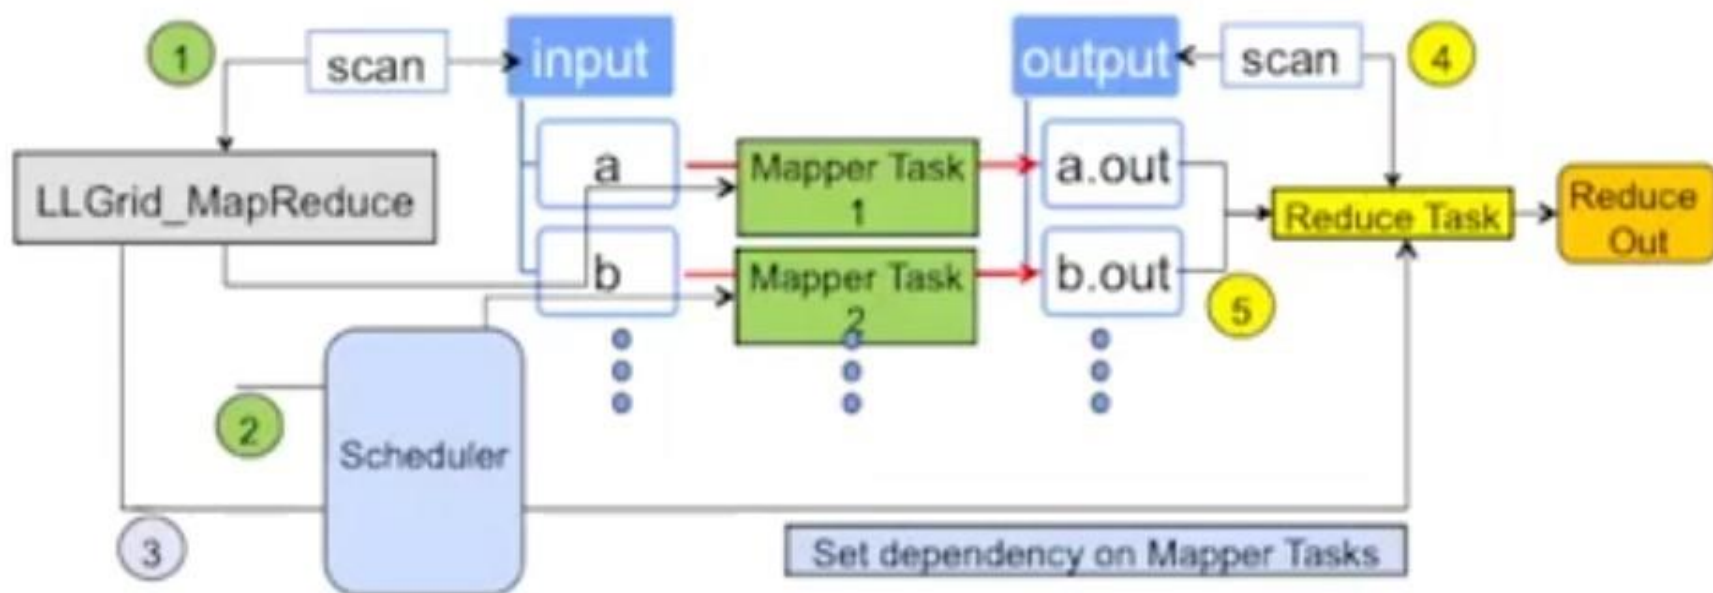 1
scan
input
output
scan
4
a
Mapper Task
1
a.out
LLGrid_MapReduce
Reduce Task
Reduce
Out
b
Mapper Task
2
b.out
5
2
Scheduler
3
Set dependency on Mapper Tasks